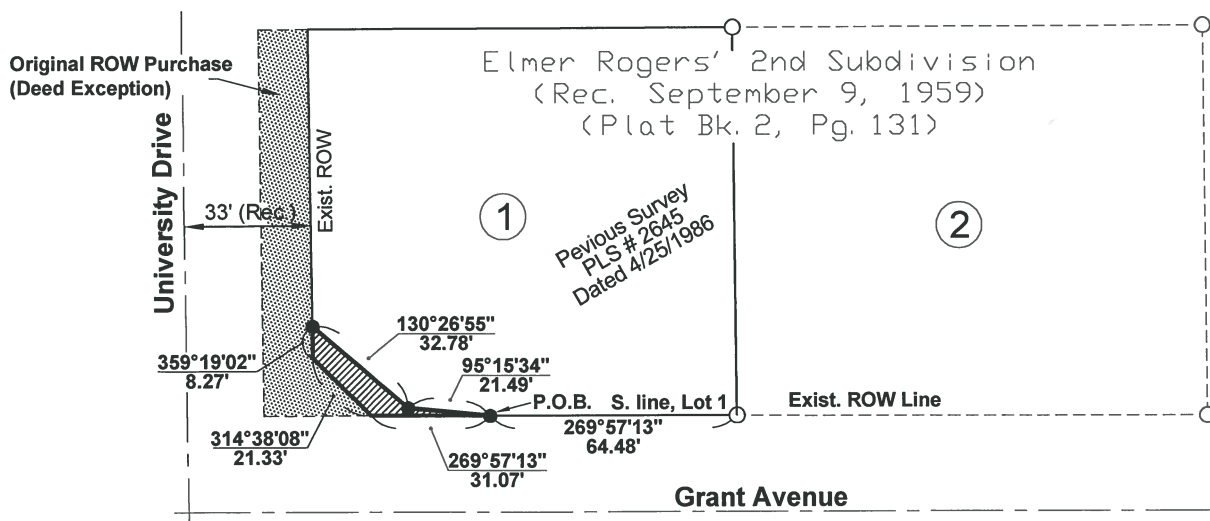 Elmer Rogers' 2nd Subdivision
(Rec. September 9, 1959)
(Plat Bk. 2, Pg. 131)
Original ROW Purchase
(Deed Exception)
University Drive
33' (Rec.)
Exist. ROW
1
Pevious Survey
PLS # 2645
Dated 4/25/1986
2
130°26'55"
32.78'
359°19'02"
8.27'
95°15'34"
21.49'
P.O.B.
S. line, Lot 1
Exist. ROW Line
269°57'13"
64.48'
314°38'08"
21.33'
269°57'13"
31.07'
Grant Avenue